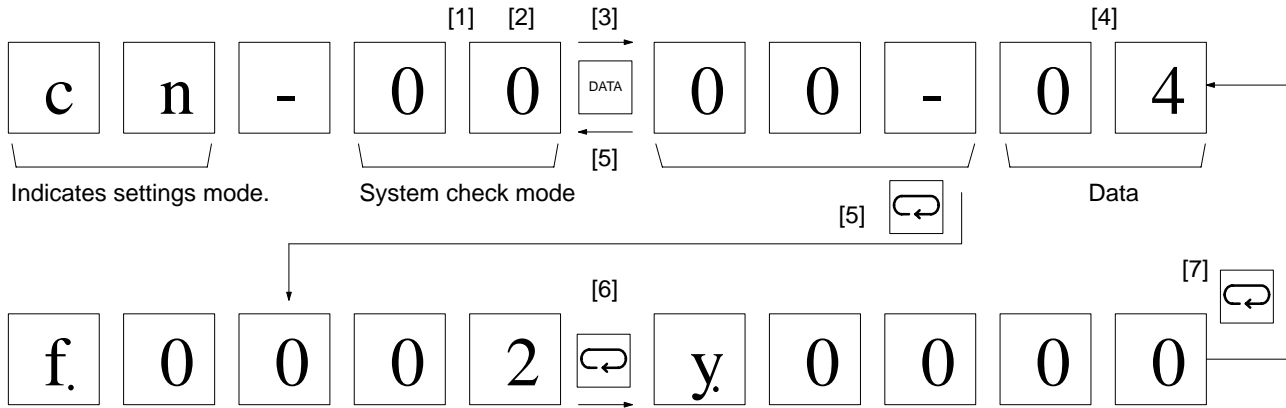 [1] [2] [3] [4]
c n - 0 0 DATA 0 0 - 0 4
[5]
Indicates settings mode. System check mode Data
[5]
[6] [7]
f. 0 0 0 2 y. 0 0 0 0